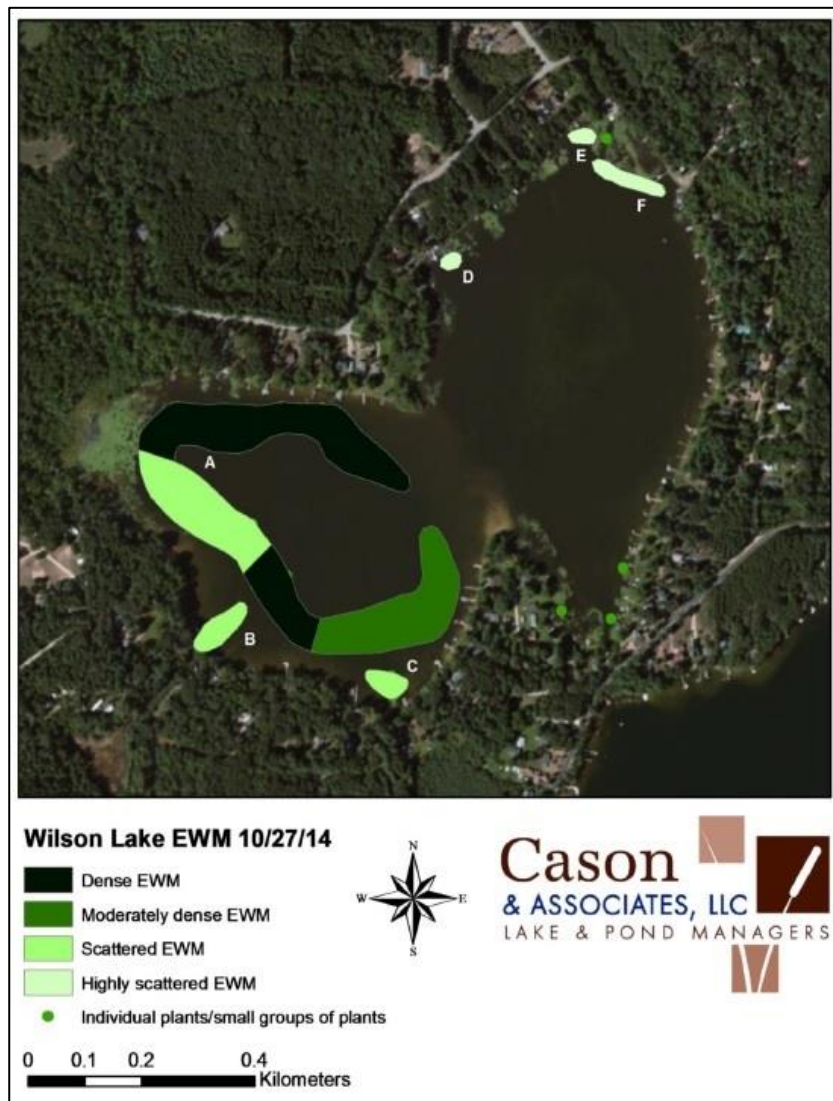 E
F
D
A
B
C
Wilson Lake EWM 10/27/14
Dense EWM
Moderately dense EWM
Scattered EWM
Highly scattered EWM
Individual plants/small groups of plants
0 0.1 0.2 0.4
Kilometers
N
W E
S
Cason
& ASSOCIATES, LLC
LAKE & POND MANAGERS